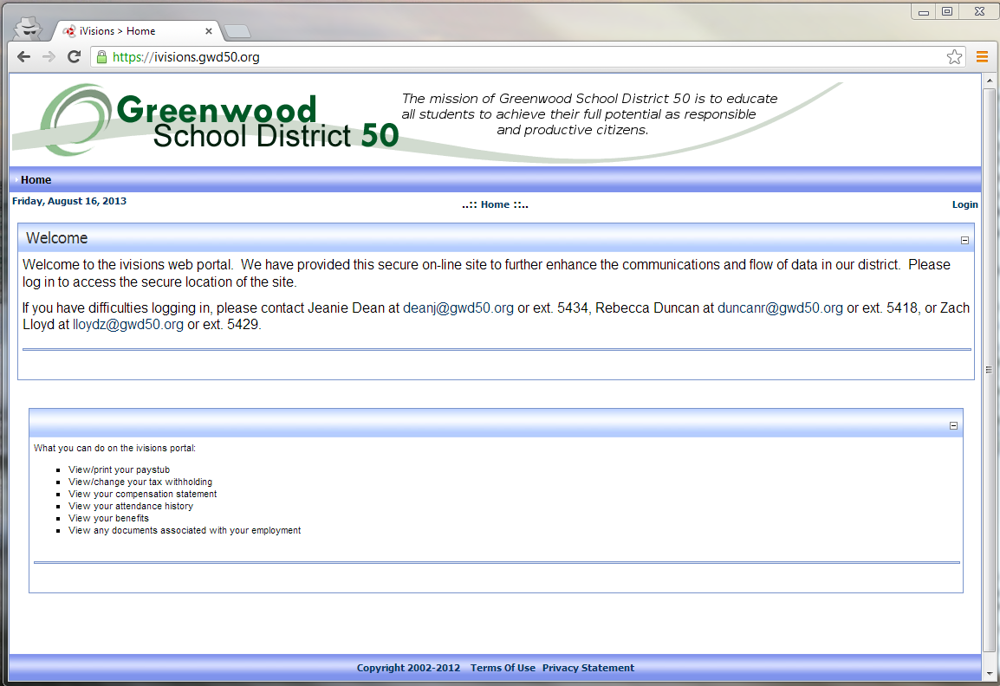 iVisions > Home
https://ivisions.gwd50.org
Greenwood
School District 50
The mission of Greenwood School District 50 is to educate
all students to achieve their full potential as responsible
and productive citizens.
Home
Friday, August 16, 2013
..:: Home ::..
Login
Welcome
Welcome to the ivisions web portal.  We have provided this secure on-line site to further enhance the communications and flow of data in our district.  Please
log in to access the secure location of the site.
If you have difficulties logging in, please contact Jeanie Dean at deanj@gwd50.org or ext. 5434, Rebecca Duncan at duncanr@gwd50.org or ext. 5418, or Zach
Lloyd at lloydz@gwd50.org or ext. 5429.
What you can do on the ivisions portal:
View/print your paystub
View/change your tax withholding
View your compensation statement
View your attendance history
View your benefits
View any documents associated with your employment
Copyright 2002-2012 Terms Of Use Privacy Statement